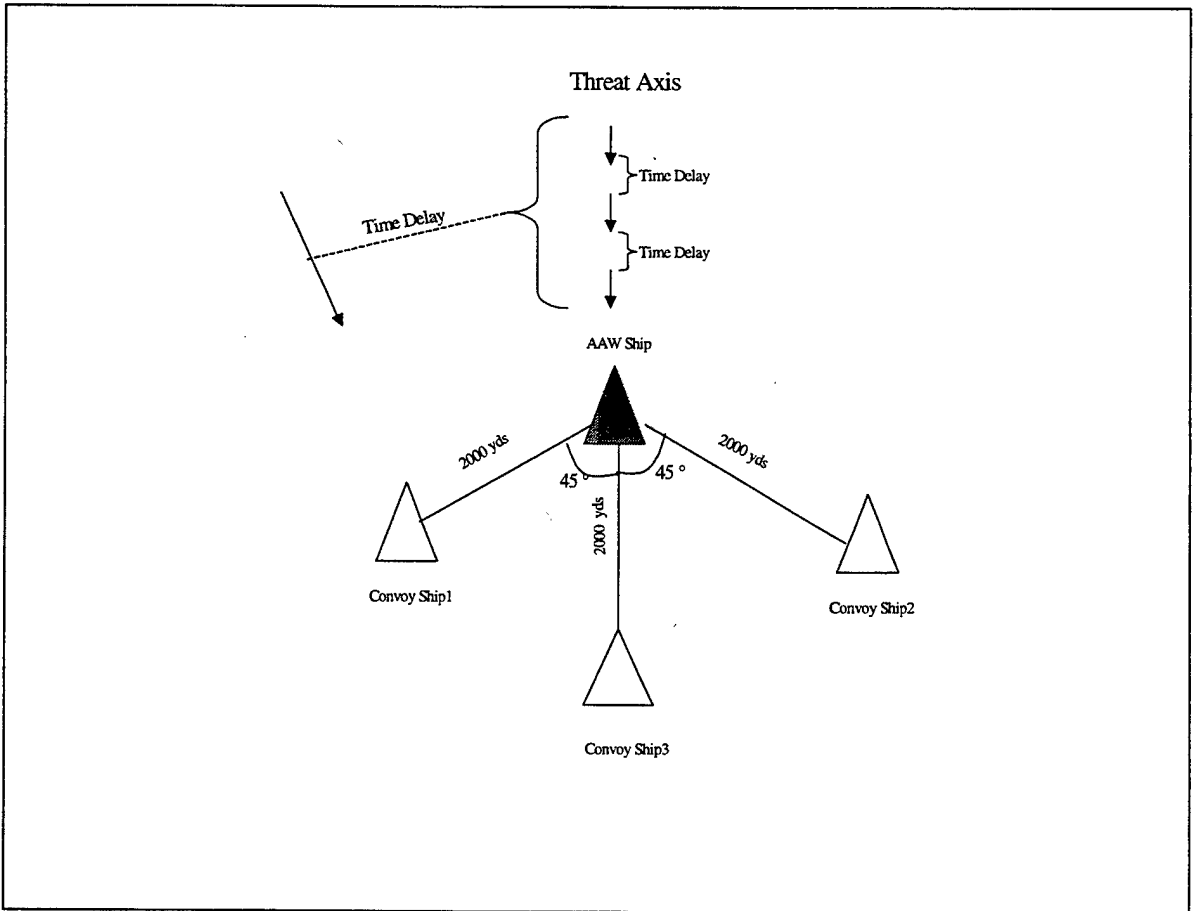 Threat Axis
Time Delay
Time Delay
Time Delay
AAW Ship
2000 yds
2000 yds
45 °
45 °
2000 yds
Convoy Ship1
Convoy Ship2
Convoy Ship3